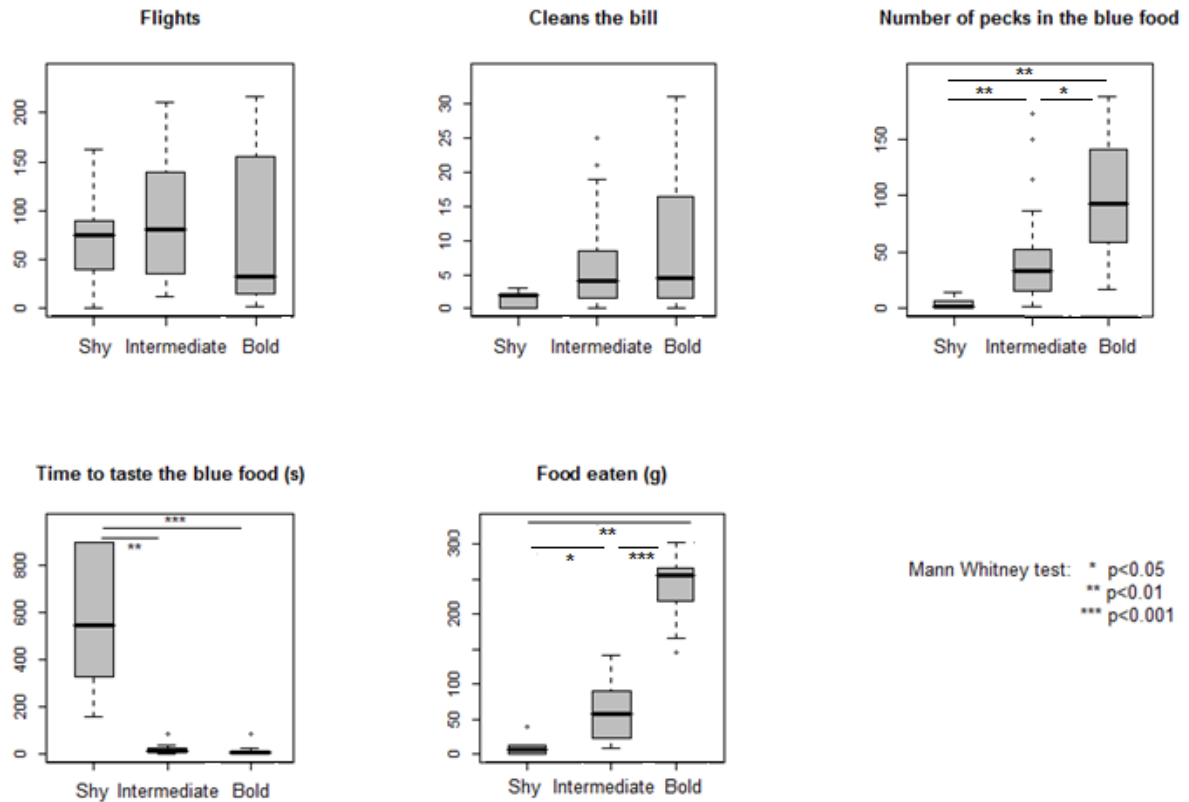 Flights
200
150
100
50
0
Shy Intermediate Bold
Cleans the bill
30
25
20
15
10
5
0
Shy Intermediate Bold
Number of pecks in the blue food
**
** *
150
100
50
0
Shy Intermediate Bold
Time to taste the blue food (s)
***
**
800
600
400
200
0
Shy Intermediate Bold
Food eaten (g)
**
* ***
300
200
100
50
0
Shy Intermediate Bold
Mann Whitney test: * p<0.05
** p<0.01
*** p<0.001